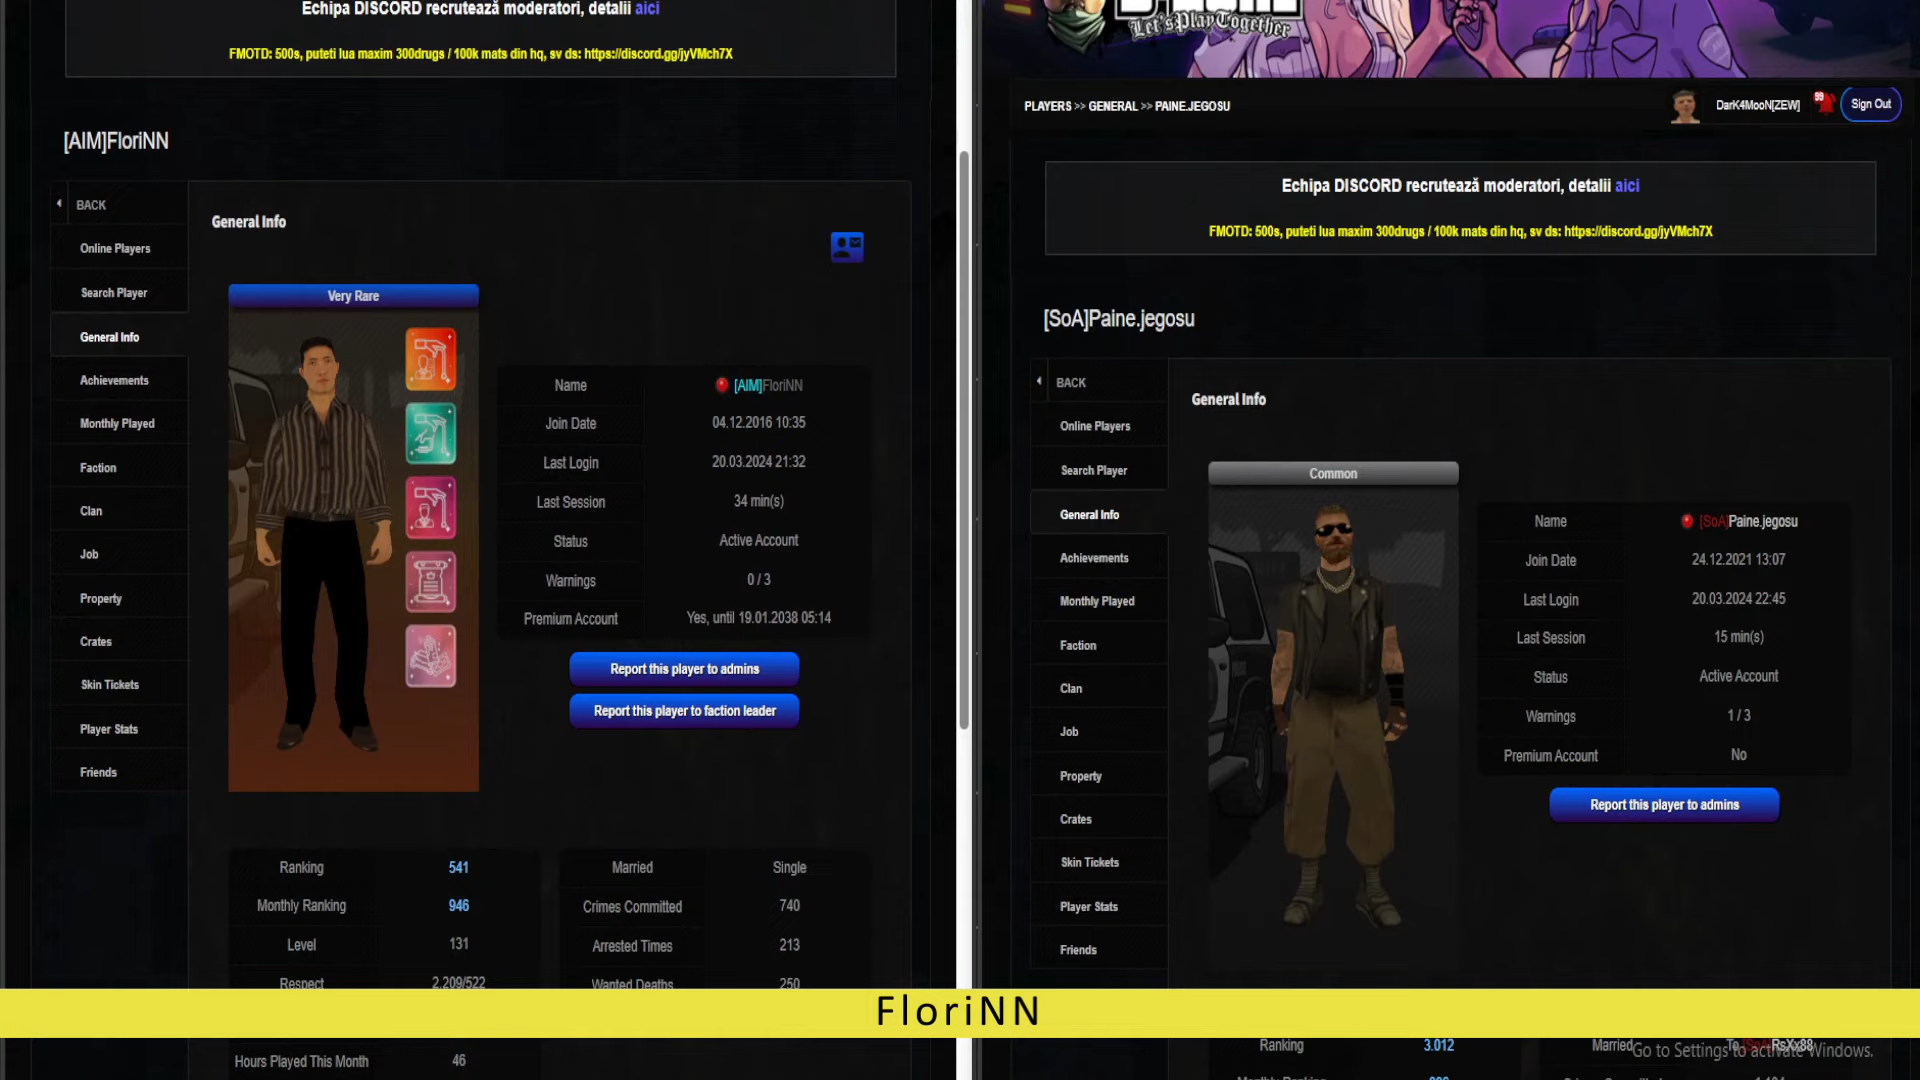 Echipa DISCORD recrutează moderatori, detalii aici
FMOTD: 500s, puteti lua maxim 300drugs / 100k mats din hq, sv ds: https://discord.gg/jyVMch7X
[AIM]FloriNN
BACK
Online Players
Search Player
General Info
Achievements
Monthly Played
Faction
Clan
Job
Property
Crates
Skin Tickets
Player Stats
Friends
General Info
Very Rare
Name [AIM]FloriNN
Join Date 04.12.2016 10:35
Last Login 20.03.2024 21:32
Last Session 34 min(s)
Status Active Account
Warnings 0 / 3
Premium Account Yes, until 19.01.2038 05:14
Report this player to admins
Report this player to faction leader
Ranking 541
Monthly Ranking 946
Level 131
Respect 2.209/522
Hours Played This Month 46
Married Single
Crimes Committed 740
Arrested Times 213
Wanted Deaths 250
Let'sPlayTogether
PLAYERS >> GENERAL >> PAINE.JEGOSU
DarK4MooN[ZEW]
99
Sign Out
Echipa DISCORD recrutează moderatori, detalii aici
FMOTD: 500s, puteti lua maxim 300drugs / 100k mats din hq, sv ds: https://discord.gg/jyVMch7X
[SoA]Paine.jegosu
BACK
Online Players
Search Player
General Info
Achievements
Monthly Played
Faction
Clan
Job
Property
Crates
Skin Tickets
Player Stats
Friends
General Info
Common
Name [SoA]Paine.jegosu
Join Date 24.12.2021 13:07
Last Login 20.03.2024 22:45
Last Session 15 min(s)
Status Active Account
Warnings 1 / 3
Premium Account No
Report this player to admins
FloriNN
Ranking 3.012
Married To [SoA]RsXx88
Go to Settings to activate Windows.